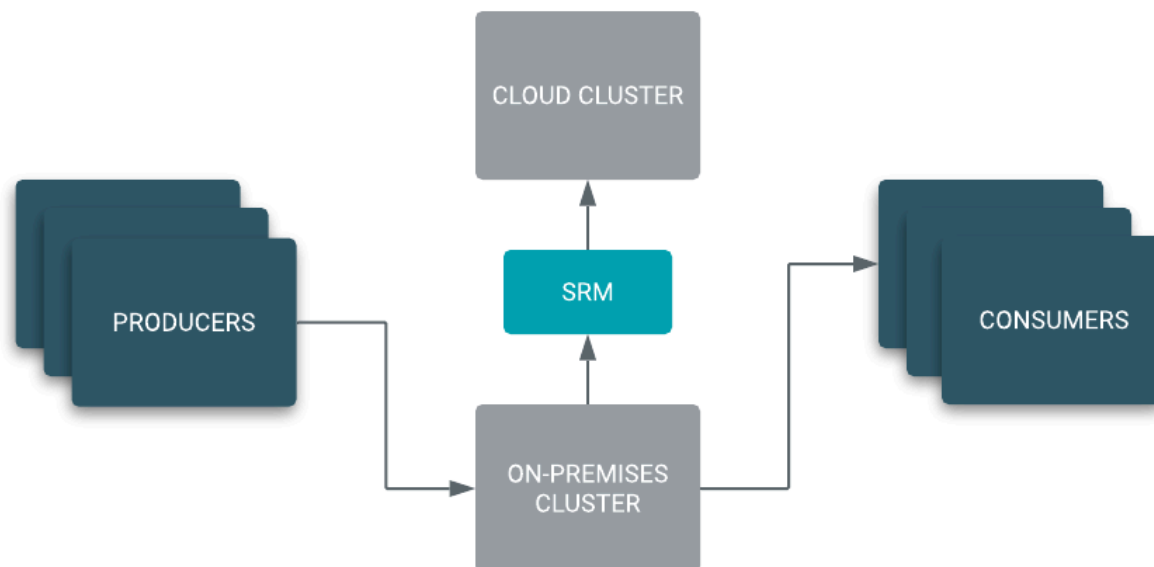 CLOUD CLUSTER
SRM
PRODUCERS
CONSUMERS
ON-PREMISES
CLUSTER